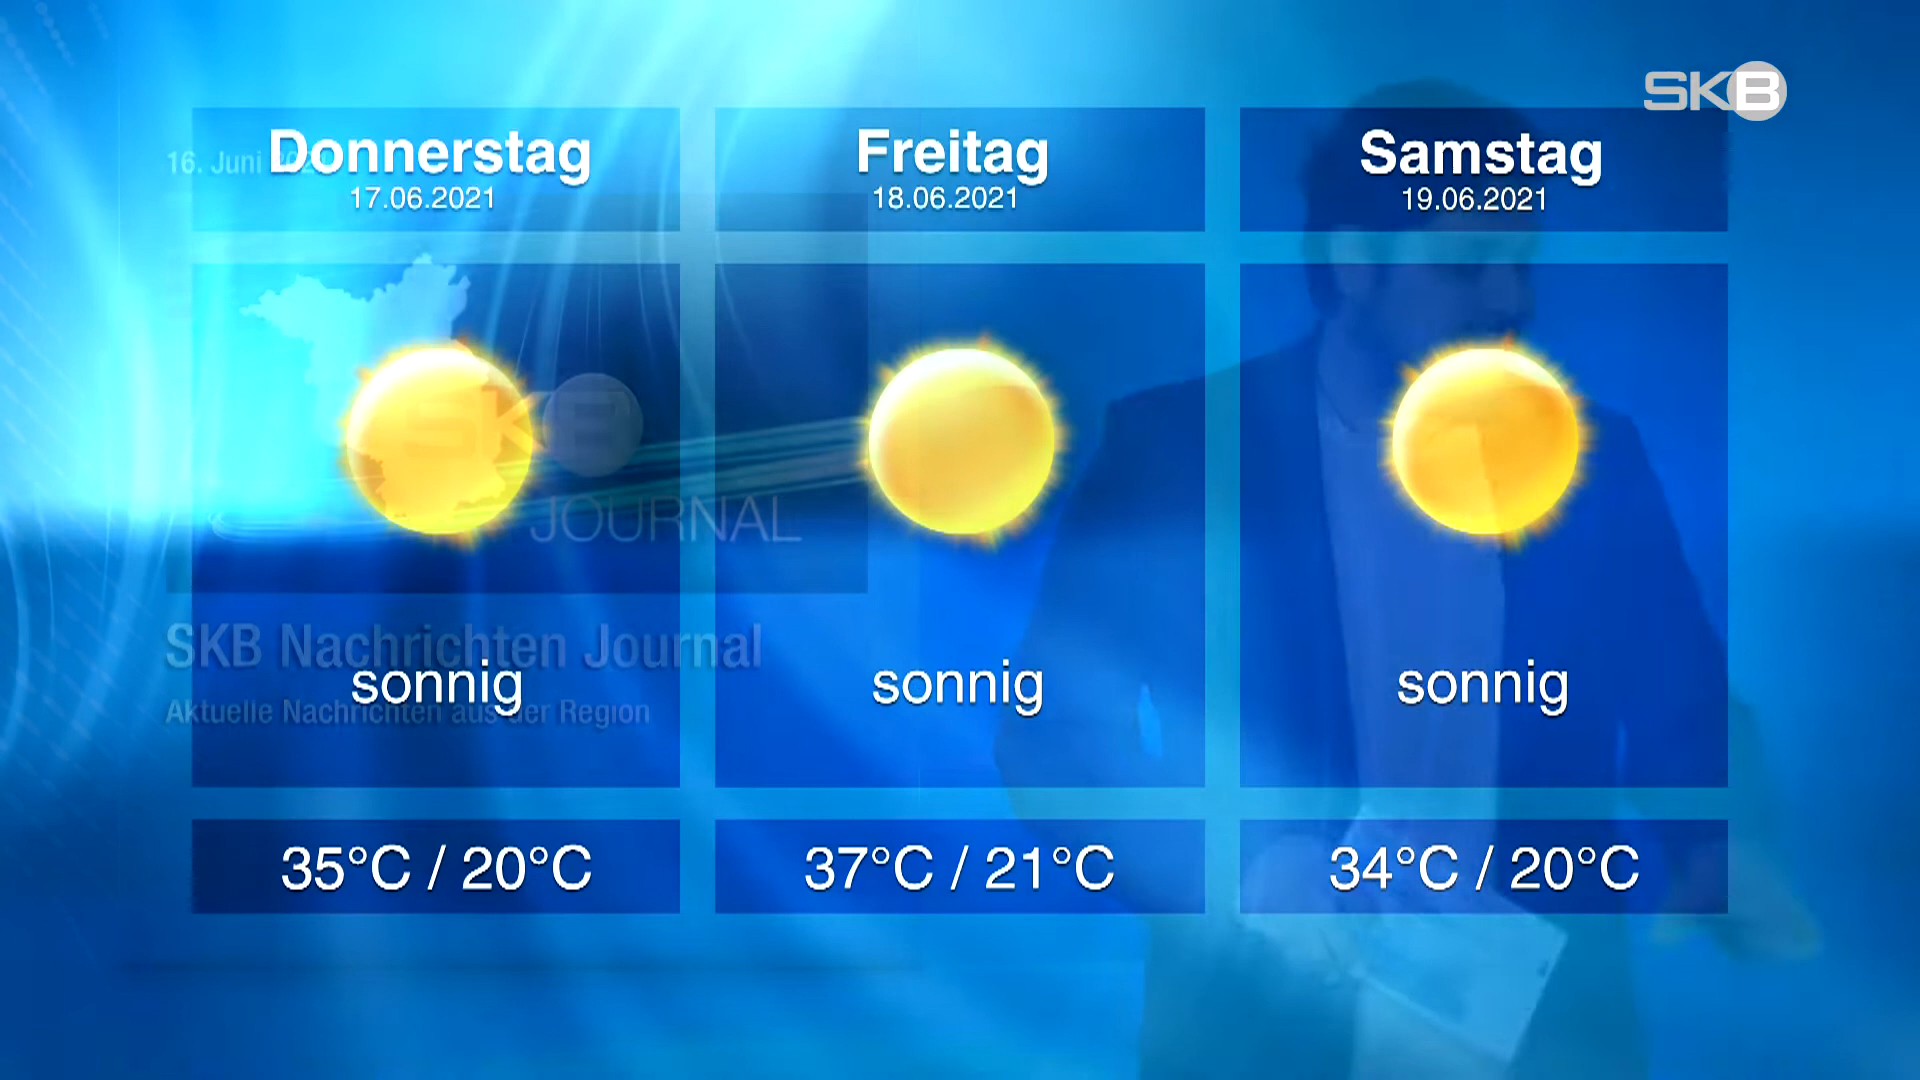 SKB
Donnerstag
17.06.2021
Freitag
18.06.2021
Samstag
19.06.2021
16. Juni
SKB
JOURNAL
SKB Nachrichten Journal
Aktuelle Nachrichten aus der Region
sonnig
sonnig
sonnig
35°C / 20°C
37°C / 21°C
34°C / 20°C